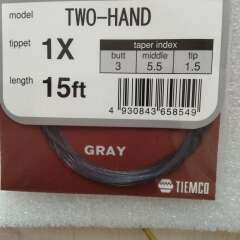 model TWO-HAND
tippet 1X
taper index
butt middle tip
3 5.5 1.5
length 15ft
4 930843 658549
GRAY
TIEMCO